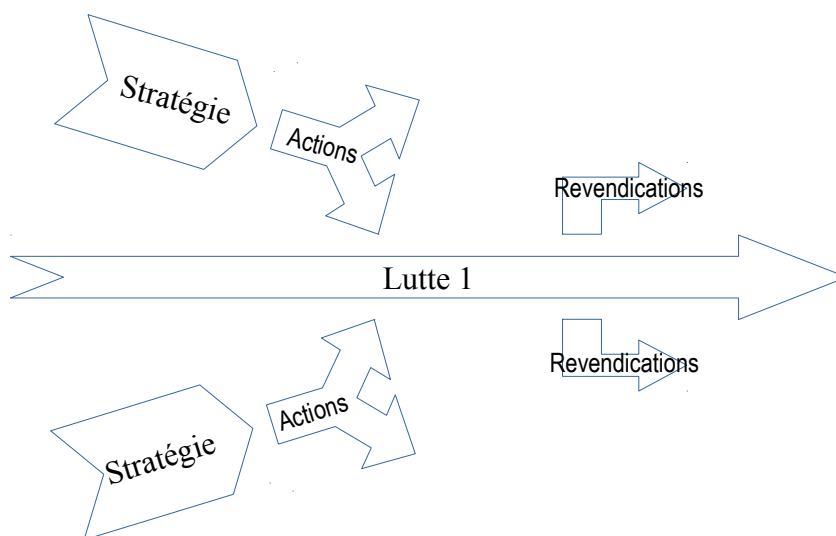 Stratégie
Actions
Revendications
Lutte 1
Revendications
Actions
Stratégie